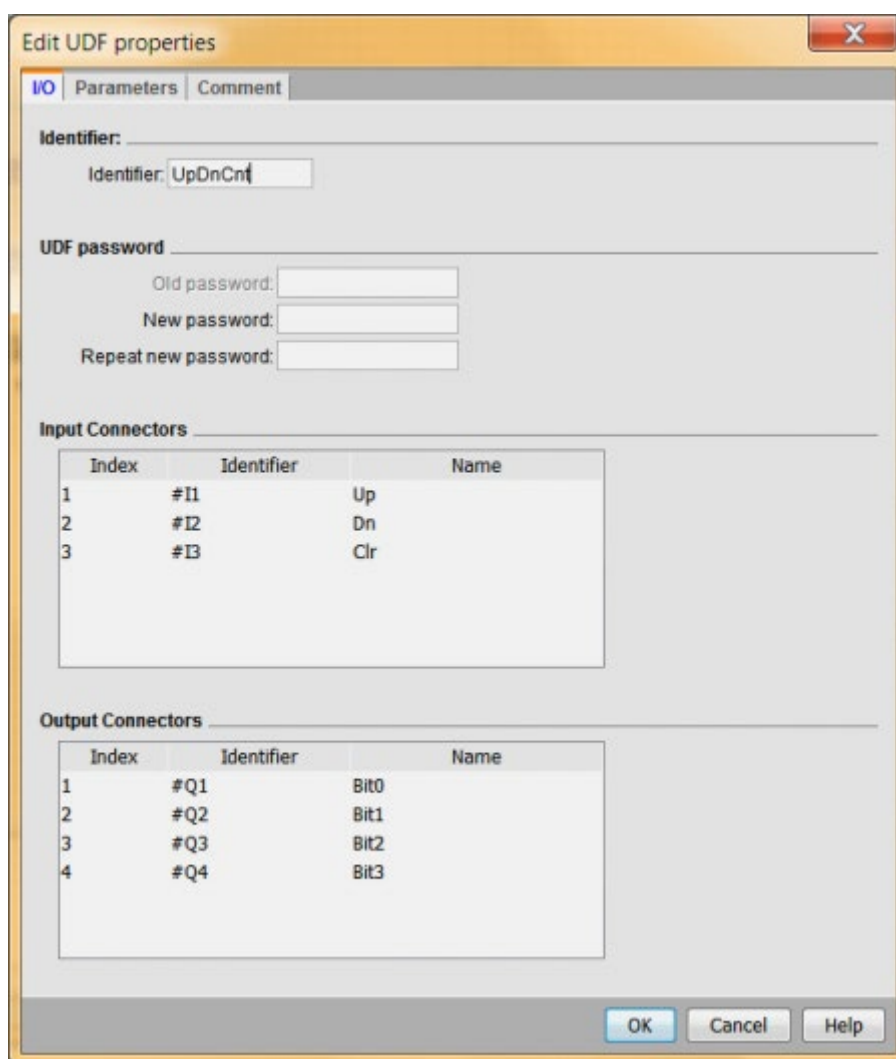 Edit UDF properties
I/O Parameters Comment
Identifier:
Identifier: UpDnCnt
UDF password
Old password:
New password:
Repeat new password:
Input Connectors
Index Identifier Name
1 #I1 Up
2 #I2 Dn
3 #I3 Clr
Output Connectors
Index Identifier Name
1 #Q1 Bit0
2 #Q2 Bit1
3 #Q3 Bit2
4 #Q4 Bit3
OK Cancel Help